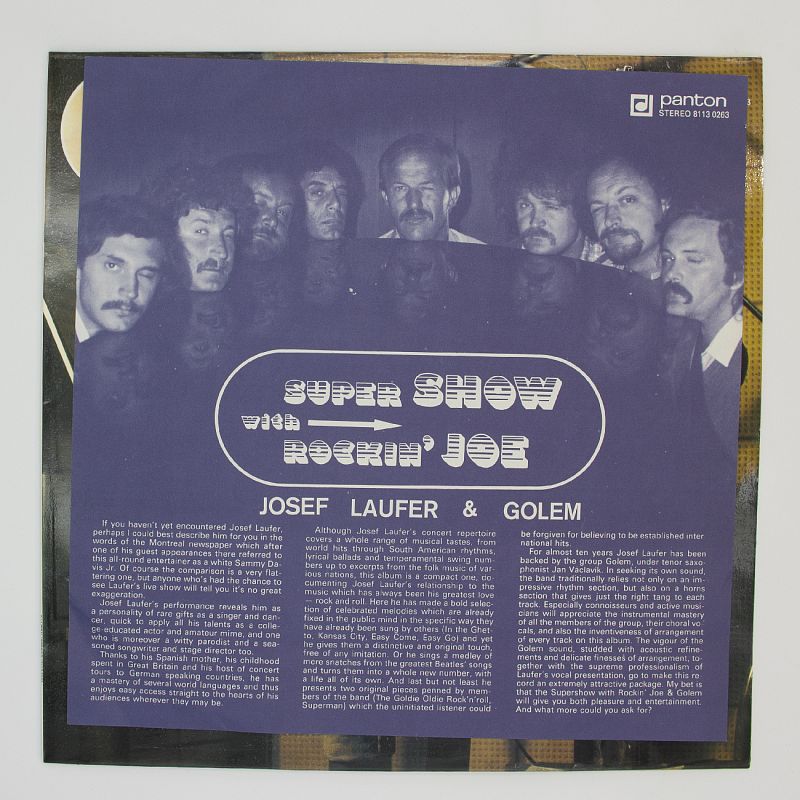 panton
STEREO 8113 0263
SUPER SHOW
with
ROCKIN' JOE
JOSEF LAUFER & GOLEM
If you haven't yet encountered Josef Laufer,
perhaps I could best describe him for you in the
words of the Montreal newspaper which after
one of his guest appearances there referred to
this all-round entertainer as a white Sammy Da-
vis Jr. Of course the comparison is a very flat-
tering one, but anyone who's had the chance to
see Laufer's live show will tell you it's no great
exaggeration.
Josef Laufer's performance reveals him as
a personality of rare gifts as a singer and dan-
cer, quick to apply all his talents as a colle-
ge-educated actor and amateur mime, and one
who is moreover a witty parodist and a sea-
soned songwriter and stage director too.
Thanks to his Spanish mother, his childhood
spent in Great Britain and his host of concert
tours to German speaking countries, he has
a mastery of several world languages and thus
enjoys easy access straight to the hearts of his
audiences wherever they may be.
Although Josef Laufer's concert repertoire
covers a whole range of musical tastes, from
world hits through South American rhythms,
lyrical ballads and temperamental swing num-
bers up to excerpts from the folk music of var-
ious nations, this album is a compact one, do-
cumenting Josef Laufer's relationship to the
music which has always been his greatest love
— rock and roll. Here he has made a bold selec-
tion of celebrated melodies which are already
fixed in the public mind in the specific way they
have already been sung by others (In the Ghet-
to, Kansas City, Easy Come, Easy Go) and yet
he gives them a distinctive and original touch,
free of any imitation. Or he sings a medley of
mere snatches from the greatest Beatles' songs
and turns them into a whole new number, with
a life all of its own. And last but not least he
presents two original pieces penned by mem-
bers of the band (The Goldie Oldie Rock'n'roll,
Superman) which the uninitiated listener could
be forgiven for believing to be established inter
national hits.
For almost ten years Josef Laufer has been
backed by the group Golem, under tenor saxo-
phonist Jan Václavík. In seeking its own sound,
the band traditionally relies not only on an im-
pressive rhythm section, but also on a horns
section that gives just the right tang to each
track. Especially connoisseurs and active musi-
cians will appreciate the instrumental mastery
of all the members of the group, their choral vo-
cals, and also the inventiveness of arrangement
of every track on this album. The vigour of the
Golem sound, studded with acoustic refine-
ments and delicate finesses of arrangement, to-
gether with the supreme professionalism of
Laufer's vocal presentation, go to make this re-
cord an extremely attractive package. My bet is
that the Supershow with Rockin' Joe & Golem
will give you both pleasure and entertainment.
And what more could you ask for?